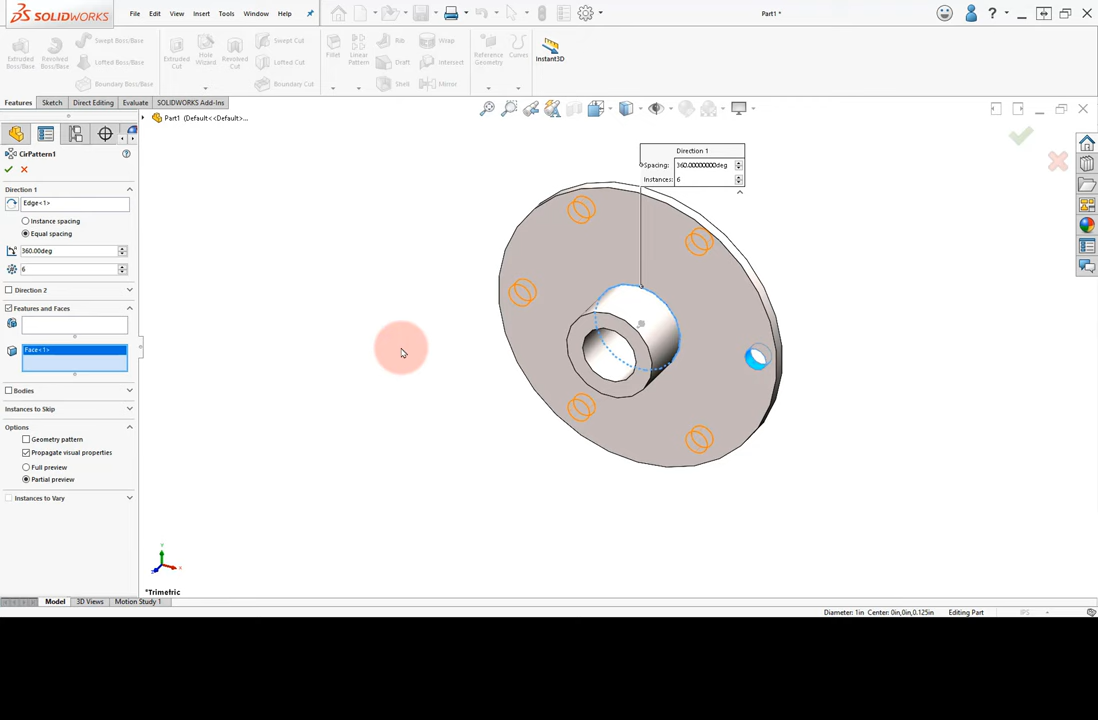 SOLIDWORKS
File Edit View Insert Tools Window Help
Part1 *
Extruded Boss/Base
Revolved Boss/Base
Swept Boss/Base
Lofted Boss/Base
Boundary Boss/Base
Extruded Cut
Hole Wizard
Revolved Cut
Swept Cut
Lofted Cut
Boundary Cut
Fillet
Linear Pattern
Rib
Draft
Shell
Wrap
Intersect
Mirror
Reference Geometry
Curves
Instant3D
Features Sketch Direct Editing Evaluate SOLIDWORKS Add-Ins
Part1 (Default<<Default>...
CirPattern1
Direction 1
Edge<1>
Instance spacing
Equal spacing
360.00deg
6
Direction 2
Features and Faces
Face<1>
Bodies
Instances to Skip
Options
Geometry pattern
Propagate visual properties
Full preview
Partial preview
Instances to Vary
Direction 1
Spacing: 360.00000000deg
Instances: 6
*Trimetric
Model 3D Views Motion Study 1
Diameter: 1in Center: 0in,0in,0.125in Editing Part IPS